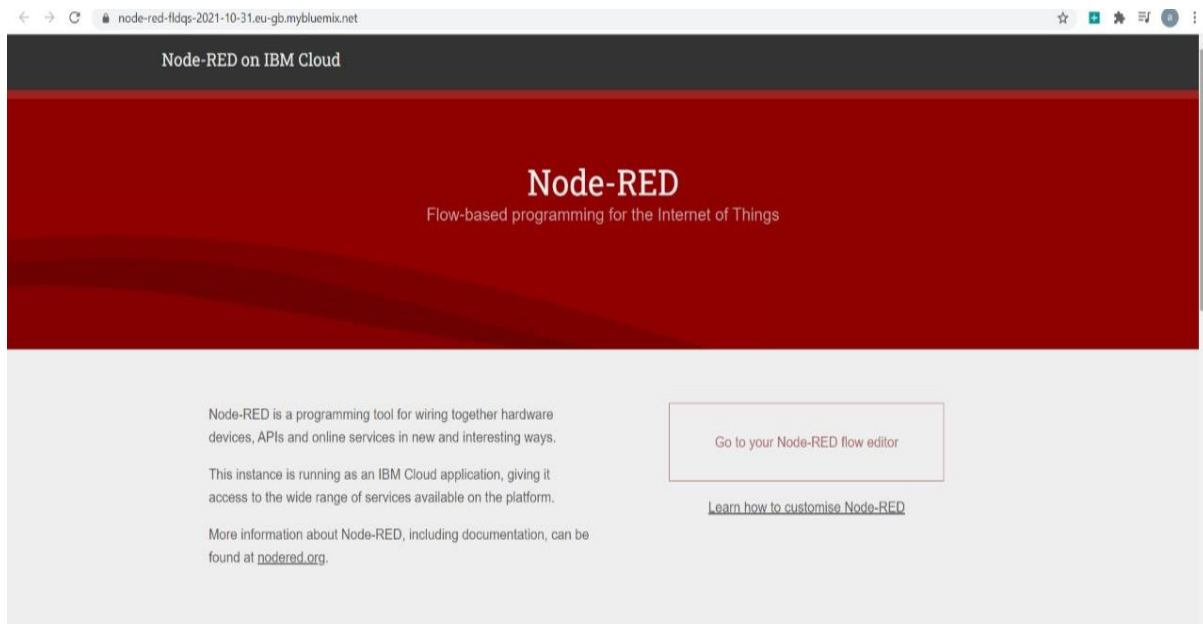 node-red-fldqs-2021-10-31.eu-gb.mybluemix.net
a
Node-RED on IBM Cloud
Node-RED
Flow-based programming for the Internet of Things
Node-RED is a programming tool for wiring together hardware
devices, APIs and online services in new and interesting ways.
This instance is running as an IBM Cloud application, giving it
access to the wide range of services available on the platform.
More information about Node-RED, including documentation, can be
found at nodered.org.
Go to your Node-RED flow editor
Learn how to customise Node-RED